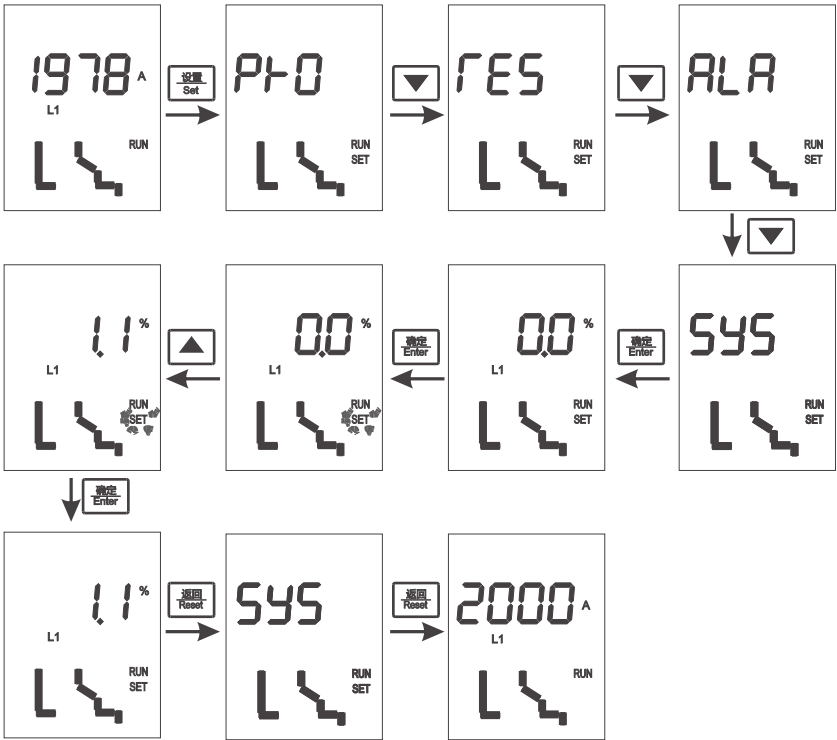 1978 A
L1
RUN
L
设置
Set
PrO
RUN
SET
L
rES
RUN
SET
L
ALA
RUN
SET
L
SYS
RUN
SET
L
确定
Enter
0.0 %
L1
RUN
SET
L
确定
Enter
0.0 %
L1
RUN
SET
L
1.1 %
L1
RUN
SET
L
确定
Enter
1.1 %
L1
RUN
SET
L
返回
Reset
SYS
RUN
SET
L
返回
Reset
2000 A
L1
RUN
L